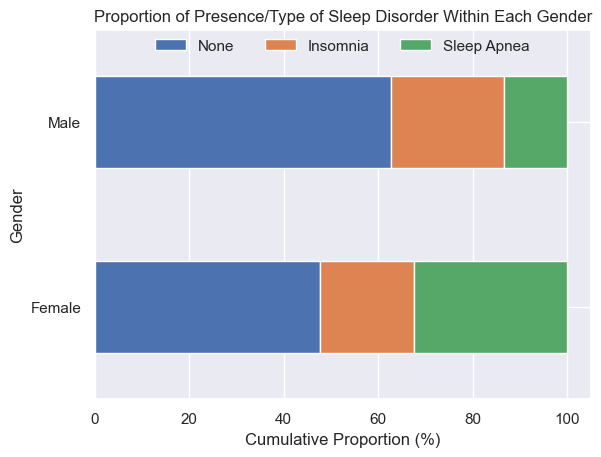 Proportion of Presence/Type of Sleep Disorder Within Each Gender
None Insomnia Sleep Apnea
Male
Gender
Female
0 20 40 60 80 100
Cumulative Proportion (%)